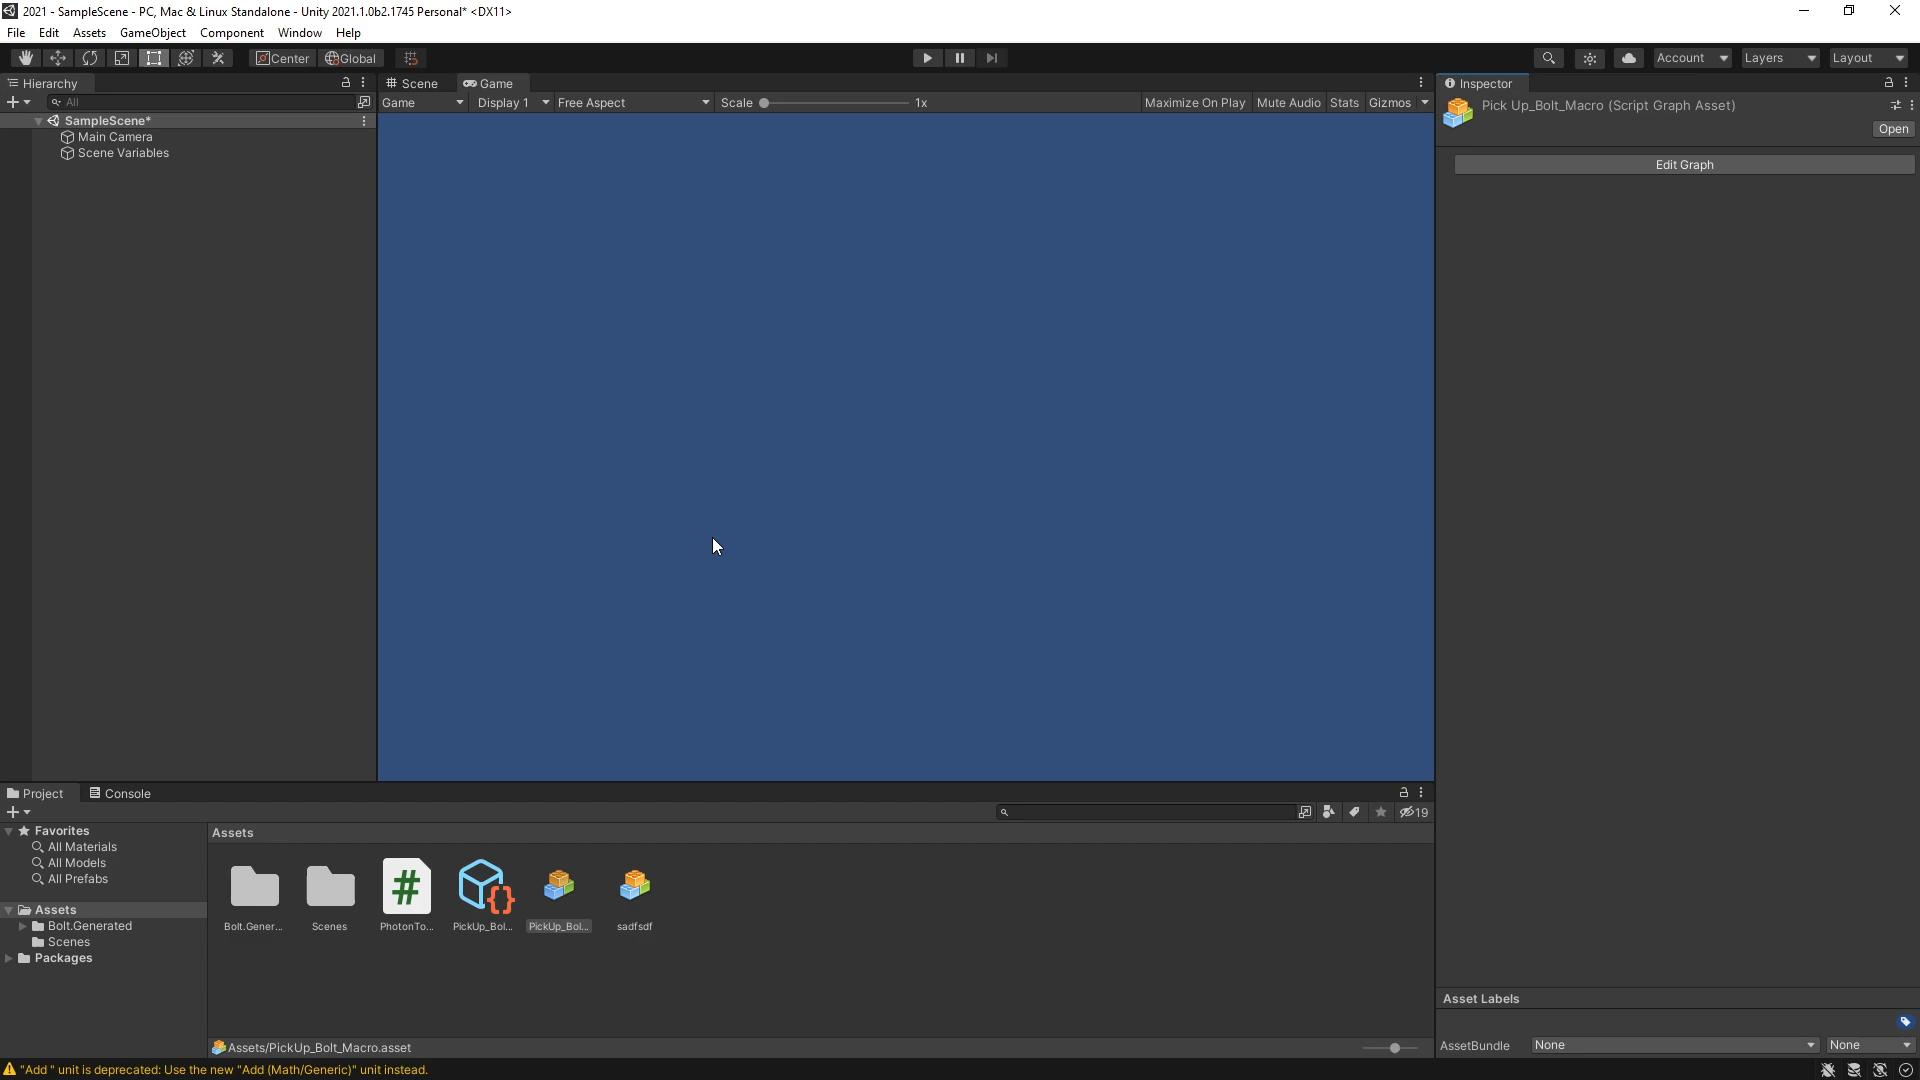 2021 - SampleScene - PC, Mac & Linux Standalone - Unity 2021.1.0b2.1745 Personal* <DX11>
File Edit Assets GameObject Component Window Help
Center Global Account Layers Layout
Hierarchy
All
SampleScene*
Main Camera
Scene Variables
Scene Game
Game Display 1 Free Aspect Scale 1x Maximize On Play Mute Audio Stats Gizmos
Inspector
Pick Up_Bolt_Macro (Script Graph Asset)
Open
Edit Graph
Project Console
19
Favorites
All Materials
All Models
All Prefabs
Assets
Bolt.Generated
Scenes
Packages
Assets
Bolt.Gener... Scenes PhotonTo... PickUp_Bol... PickUp_Bol... sadfsdf
Assets/PickUp_Bolt_Macro.asset
Asset Labels
AssetBundle None None
"Add " unit is deprecated: Use the new "Add (Math/Generic)" unit instead.